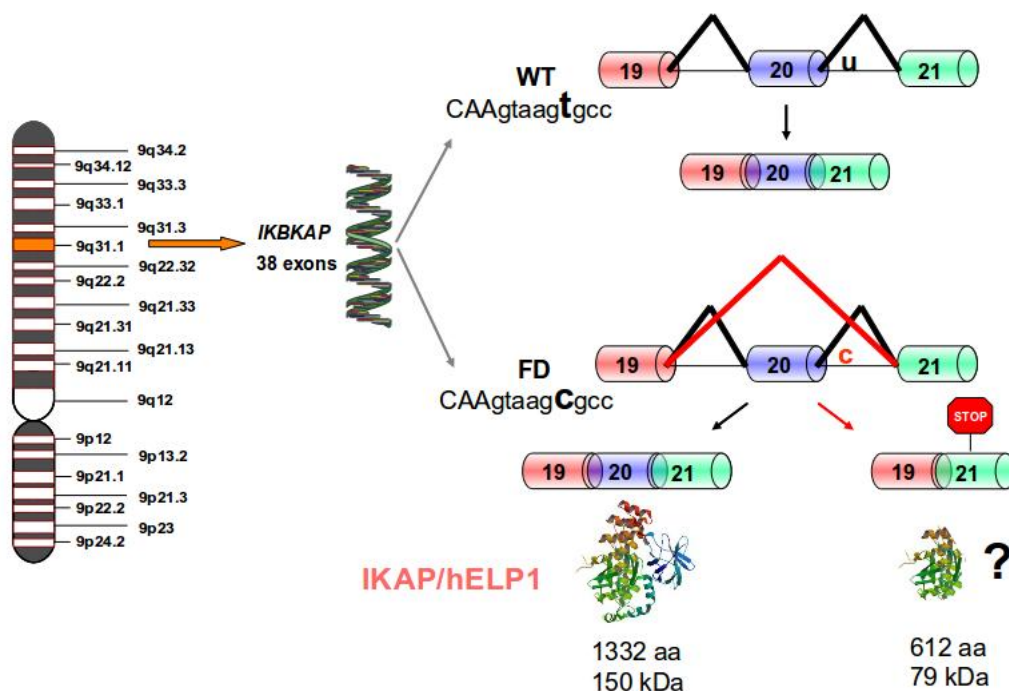 9q34.2
9q34.12
9q33.3
9q33.1
9q31.3
9q31.1
9q22.32
9q22.2
9q21.33
9q21.31
9q21.13
9q21.11
9q12
9p12
9p13.2
9p21.1
9p21.3
9p22.2
9p23
9p24.2
IKBKAP
38 exons
WT
CAAgtaagtgcc
19 20 u 21
19 20 21
FD
CAAgtaagcgcc
19 20 c 21
19 20 21
STOP
19 21
IKAP/hELP1
?
1332 aa
150 kDa
612 aa
79 kDa